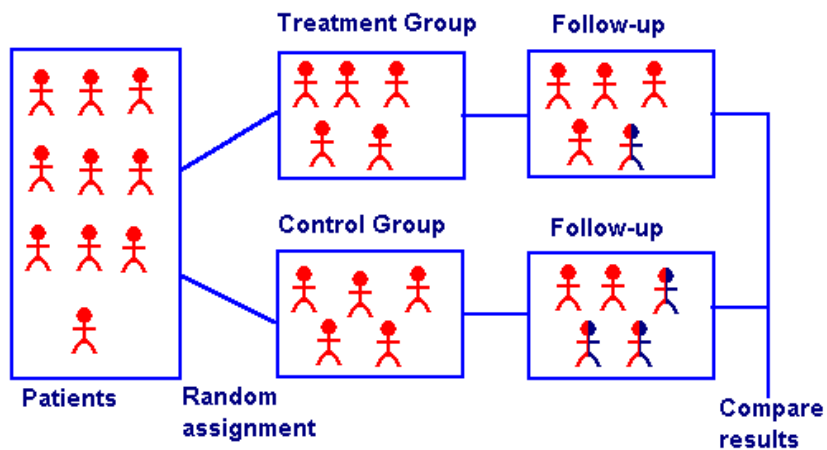 Treatment Group
Follow-up
Control Group
Follow-up
Patients
Random
assignment
Compare
results